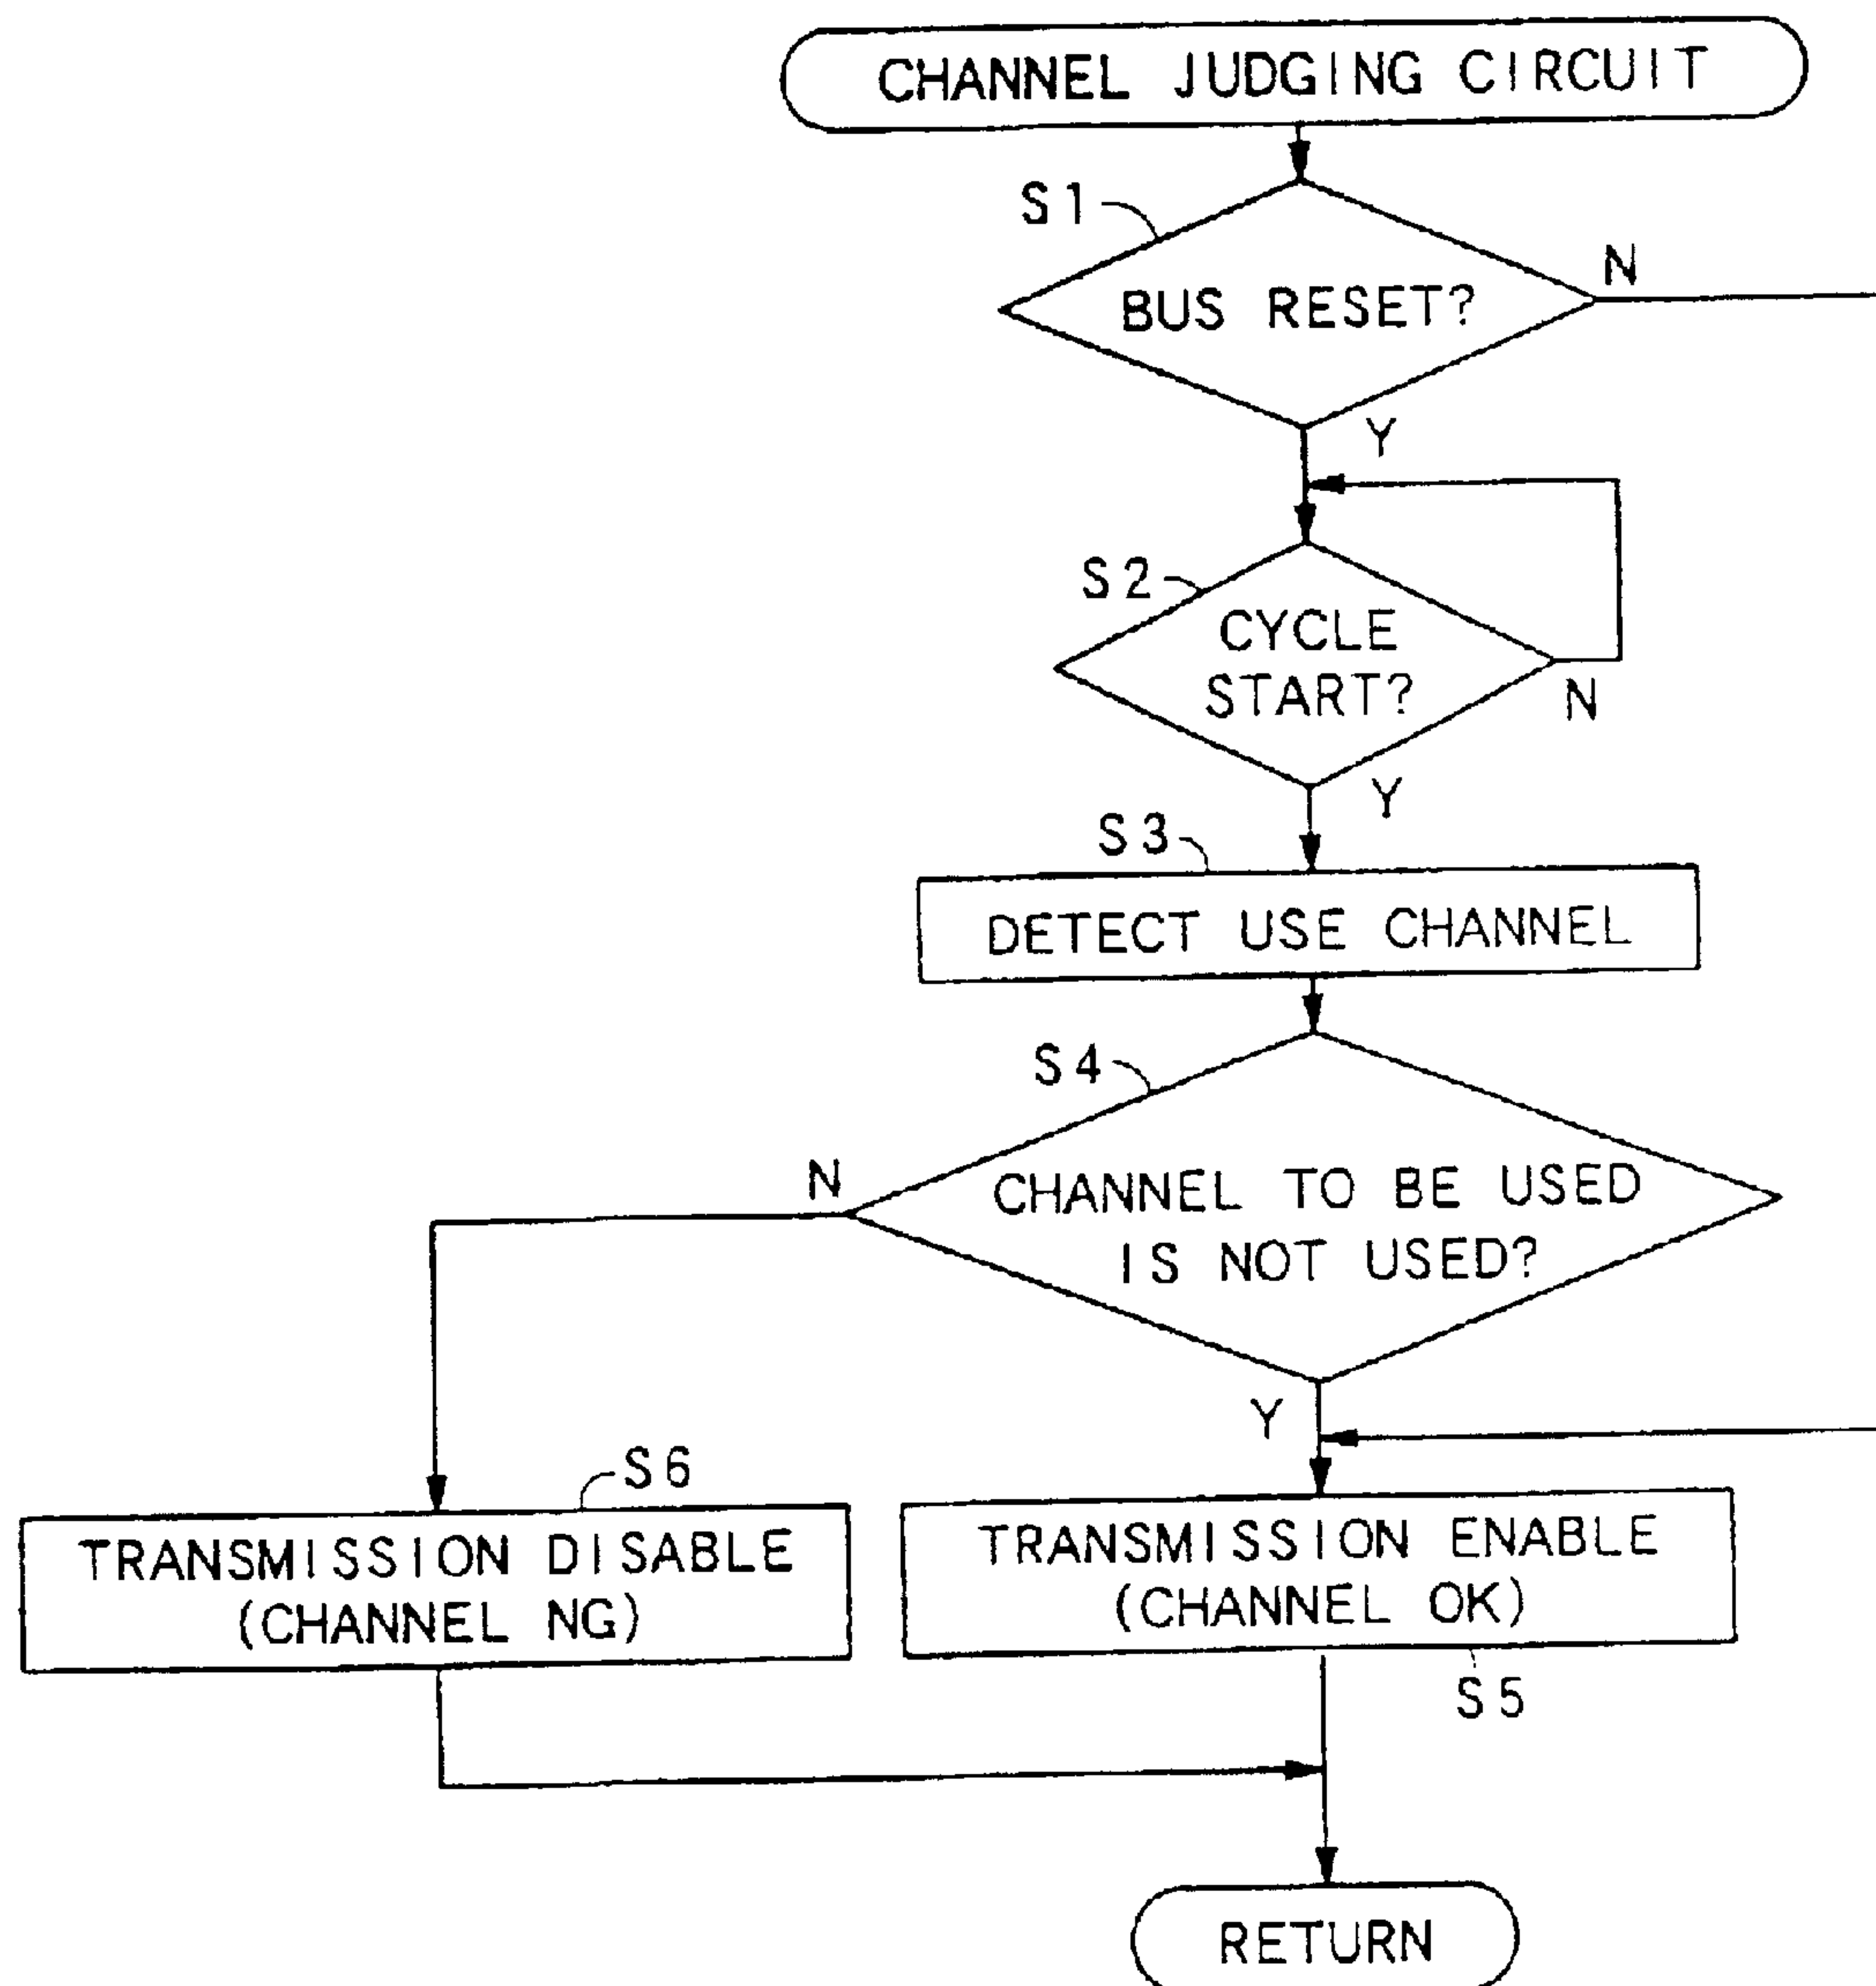 CHANNEL JUDGING CIRCUIT
S1
N
BUS RESET?
Y
S2
CYCLE
START?
N
Y
S3
DETECT USE CHANNEL
S4
N
CHANNEL TO BE USED
IS NOT USED?
Y
S6
TRANSMISSION DISABLE
(CHANNEL NG)
TRANSMISSION ENABLE
(CHANNEL OK)
S5
RETURN